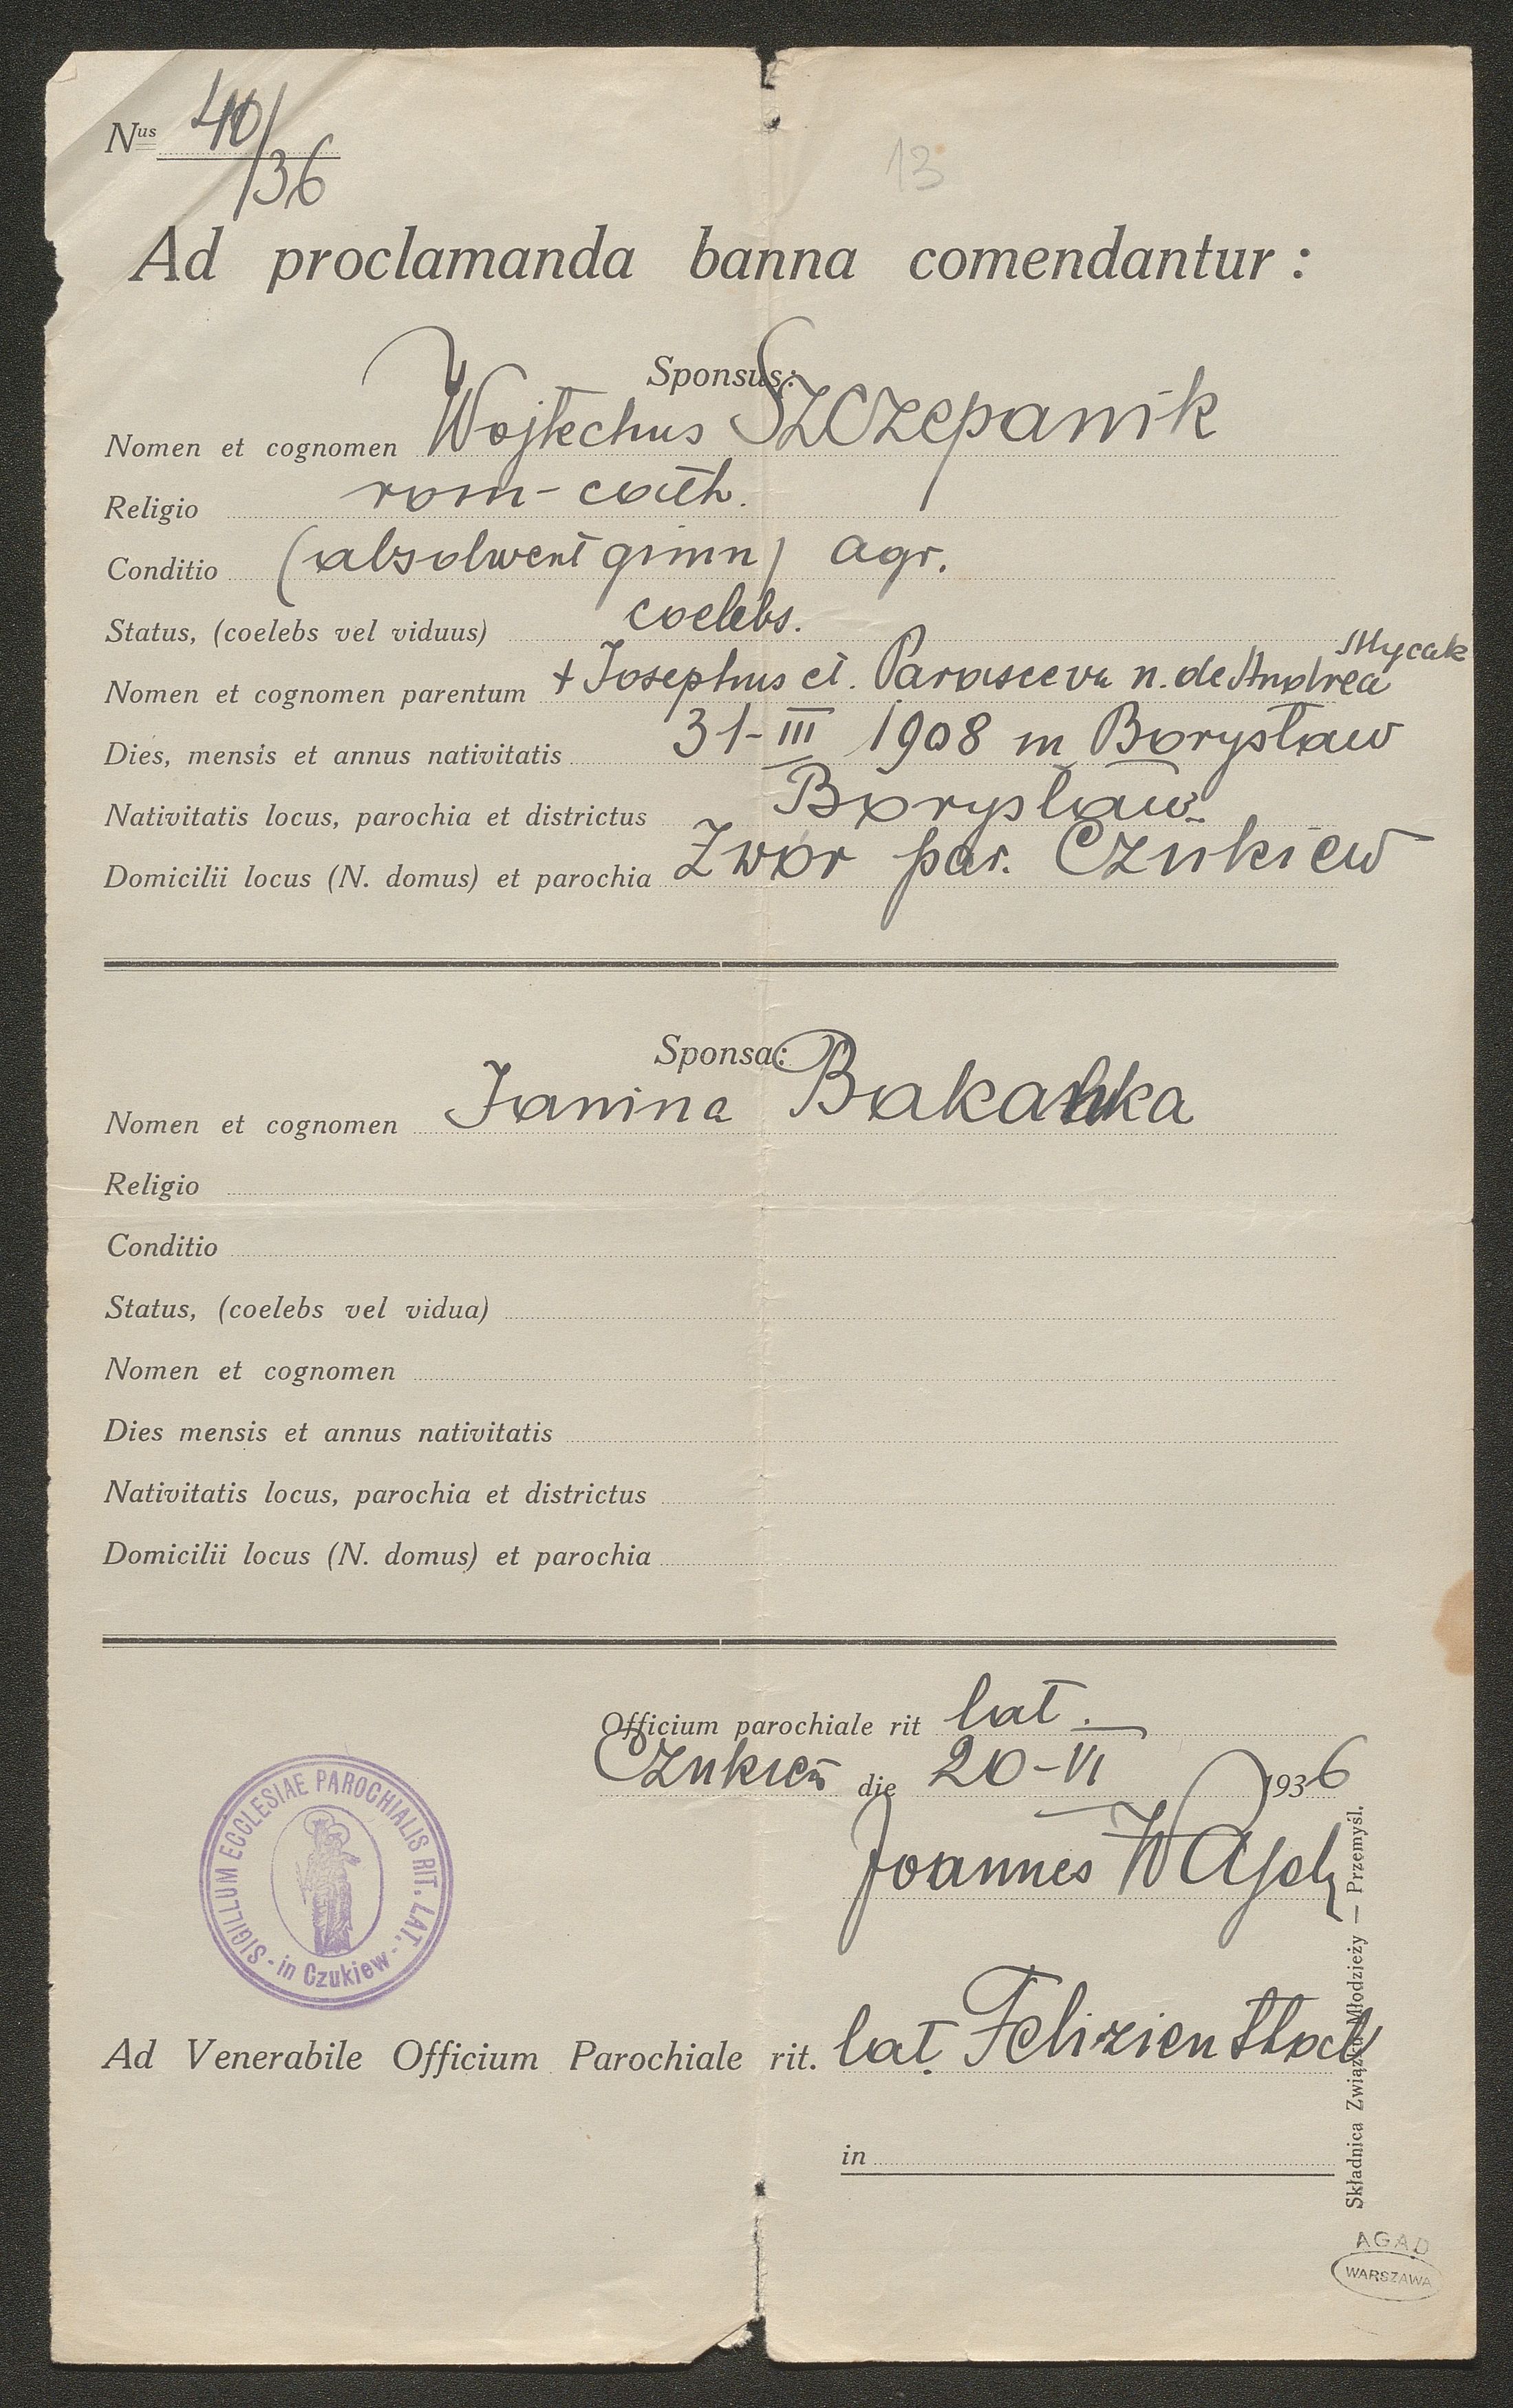 Nus 40/36
13
Ad proclamanda banna comendantur :
Sponsus:
Nomen et cognomen Wojtechus Szczepanik
Religio rom-cath.
Conditio (absolwent gimn) agr.
Status, (coelebs vel viduus) coelebs.
Nomen et cognomen parentum + Josephus et. Parasceva n. de Andrea Mycak
Dies, mensis et annus nativitatis 31-III 1908 in Borysław
Nativitatis locus, parochia et districtus Borysław.
Domicilii locus (N. domus) et parochia Zwór par. Czukiew
Sponsa:
Nomen et cognomen Janina
Religio
Conditio
Status, (coelebs vel vidua)
Nomen et cognomen
Dies mensis et annus nativitatis
Nativitatis locus, parochia et districtus
Domicilii locus (N. domus) et parochia
Officium parochiale rit lat.
Czukiew die 20-VI 1936
Joannes
SIGILLUM ECCLESIAE PAROCHIALIS RIT. LAT. - in Czukiew -
Ad Venerabile Officium Parochiale rit. lat. Felizien
in
Składnica Związku Młodzieży — Przemyśl.
AGAD
WARSZAWA